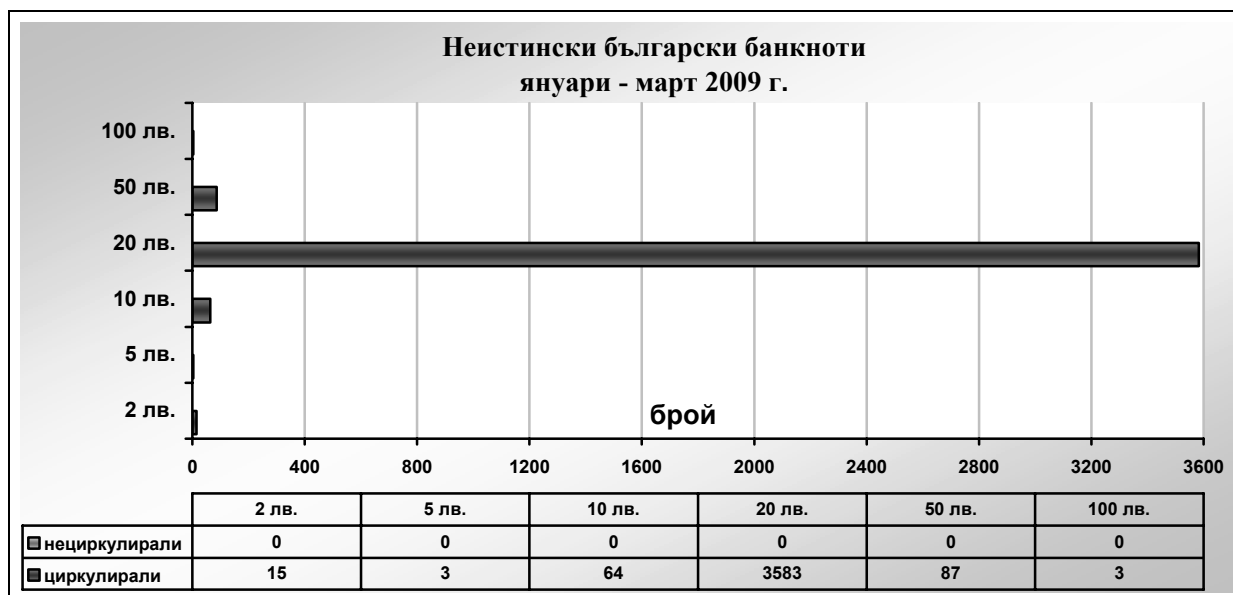 Неистински български банкноти
януари - март 2009 г.
100 лв.
50 лв.
20 лв.
10 лв.
5 лв.
2 лв.
брой
0 400 800 1200 1600 2000 2400 2800 3200 3600
2 лв. 5 лв. 10 лв. 20 лв. 50 лв. 100 лв.
нециркулирали 0 0 0 0 0 0
циркулирали 15 3 64 3583 87 3